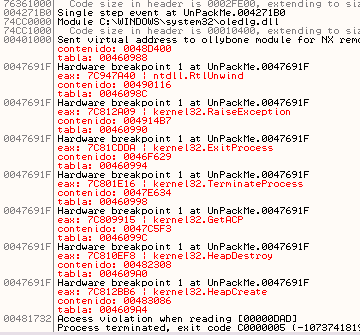 76361000 Code size in header is 0002FE00, extending to size
004271B0 Single step event at UnPackMe.004271B0
74CC1000 Module C:\WINDOWS\system32\oledlg.dll
74CC1000 Code size in header is 00010400, extending to siz
00401000 Sent virtual address to ollybone module for NX remo
contenido: 0048D400
tabla: 00460988
0047691F Hardware breakpoint 1 at UnPackMe.0047691F
eax: 7C947A40 | ntdll.RtlUnwind
contenido: 00490116
tabla: 0046098C
0047691F Hardware breakpoint 1 at UnPackMe.0047691F
eax: 7C812A09 | kernel32.RaiseException
contenido: 004914B7
tabla: 00460990
0047691F Hardware breakpoint 1 at UnPackMe.0047691F
eax: 7C81CDDA | kernel32.ExitProcess
contenido: 0046F629
tabla: 00460994
0047691F Hardware breakpoint 1 at UnPackMe.0047691F
eax: 7C801E16 | kernel32.TerminateProcess
contenido: 0047E634
tabla: 00460998
0047691F Hardware breakpoint 1 at UnPackMe.0047691F
eax: 7C809915 | kernel32.GetACP
contenido: 0047C5F3
tabla: 0046099C
0047691F Hardware breakpoint 1 at UnPackMe.0047691F
eax: 7C810EF8 | kernel32.HeapDestroy
contenido: 00482308
tabla: 004609A0
0047691F Hardware breakpoint 1 at UnPackMe.0047691F
eax: 7C812BB6 | kernel32.HeapCreate
contenido: 00483086
tabla: 004609A4
00481732 Access violation when reading [00000DAD]
Process terminated, exit code C0000005 (-1073741819